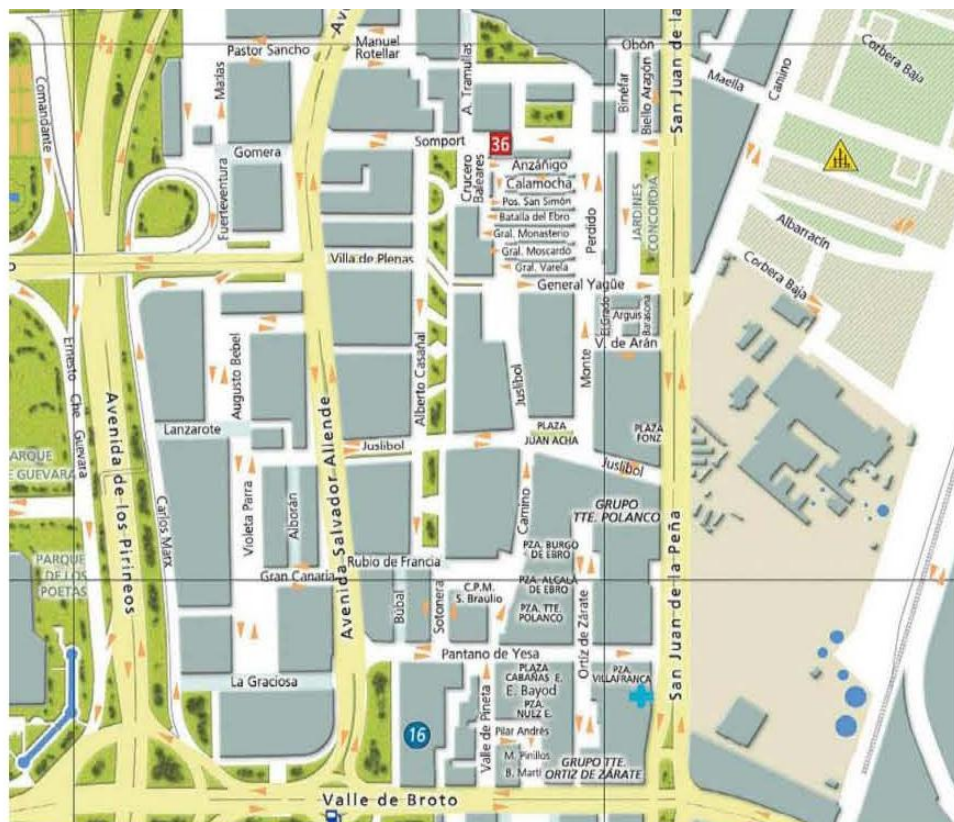 Pastor Sancho
Manuel
Rotellar
A. Tramullas
Obón
Binéfar
Biello Aragón
San Juan de la
Maella
Camino
Corbera Baja
Comandante
Matías
Somport
36
Gomera
Fuerteventura
Crucero
Baleares
Anzáñigo
Calamocha
Pos. San Simón
Batalla del Ebro
Gral. Monasterio
Gral. Moscardó
Gral. Varela
Perdido
JARDINES
CONCORDIA
Albarracín
Corbera Baja
Villa de Plenas
General Yagüe
El Grado
Arguis
Barasona
V. de Arán
Monte
Ernesto Che Guevara
Avenida de los Pirineos
Augusto Bebel
Alberto Casañal
Juslibol
Lanzarote
Juslibol
PLAZA
JUAN ACHA
PLAZA
FONZ
Juslibol
PARQUE
E GUEVARA
Carlos Marx
Violeta Parra
Alborán
Avenida Salvador Allende
Camino
GRUPO
TTE. POLANCO
San Juan de la Peña
PARQUE
DE LOS
POETAS
Gran Canaria
Rubio de Francia
PZA. BURGO
DE EBRO
C.P.M.
S. Braulio
PZA. ALCALÁ
DE EBRO
PZA. TTE.
POLANCO
Búbal
Sotonera
Ortiz de Zárate
Pantano de Yesa
La Graciosa
PLAZA
CABAÑAS E.
E. Bayod
PZA.
NUEZ E.
PZA.
VILLAFRANCA
Valle de Pineta
16
Pilar Andrés
M. Pinillos
B. Martí
GRUPO TTE.
ORTIZ DE ZÁRATE
Valle de Broto